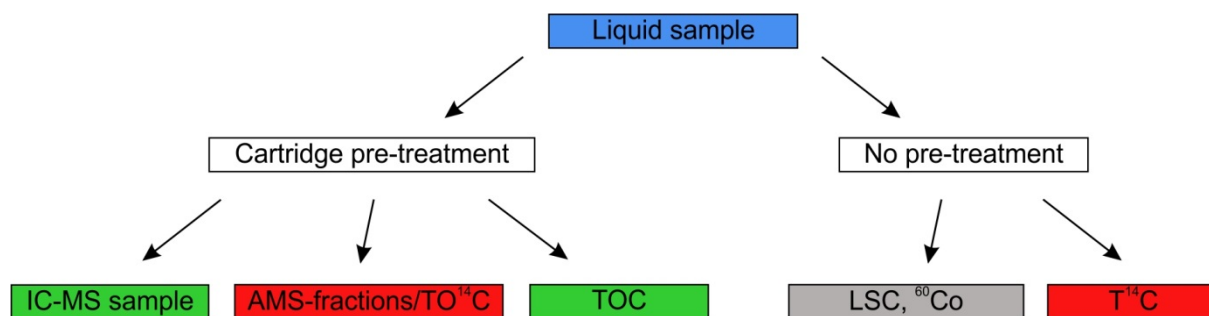 Liquid sample
Cartridge pre-treatment
No pre-treatment
IC-MS sample
AMS-fractions/TO¹⁴C
TOC
LSC, ⁶⁰Co
T¹⁴C